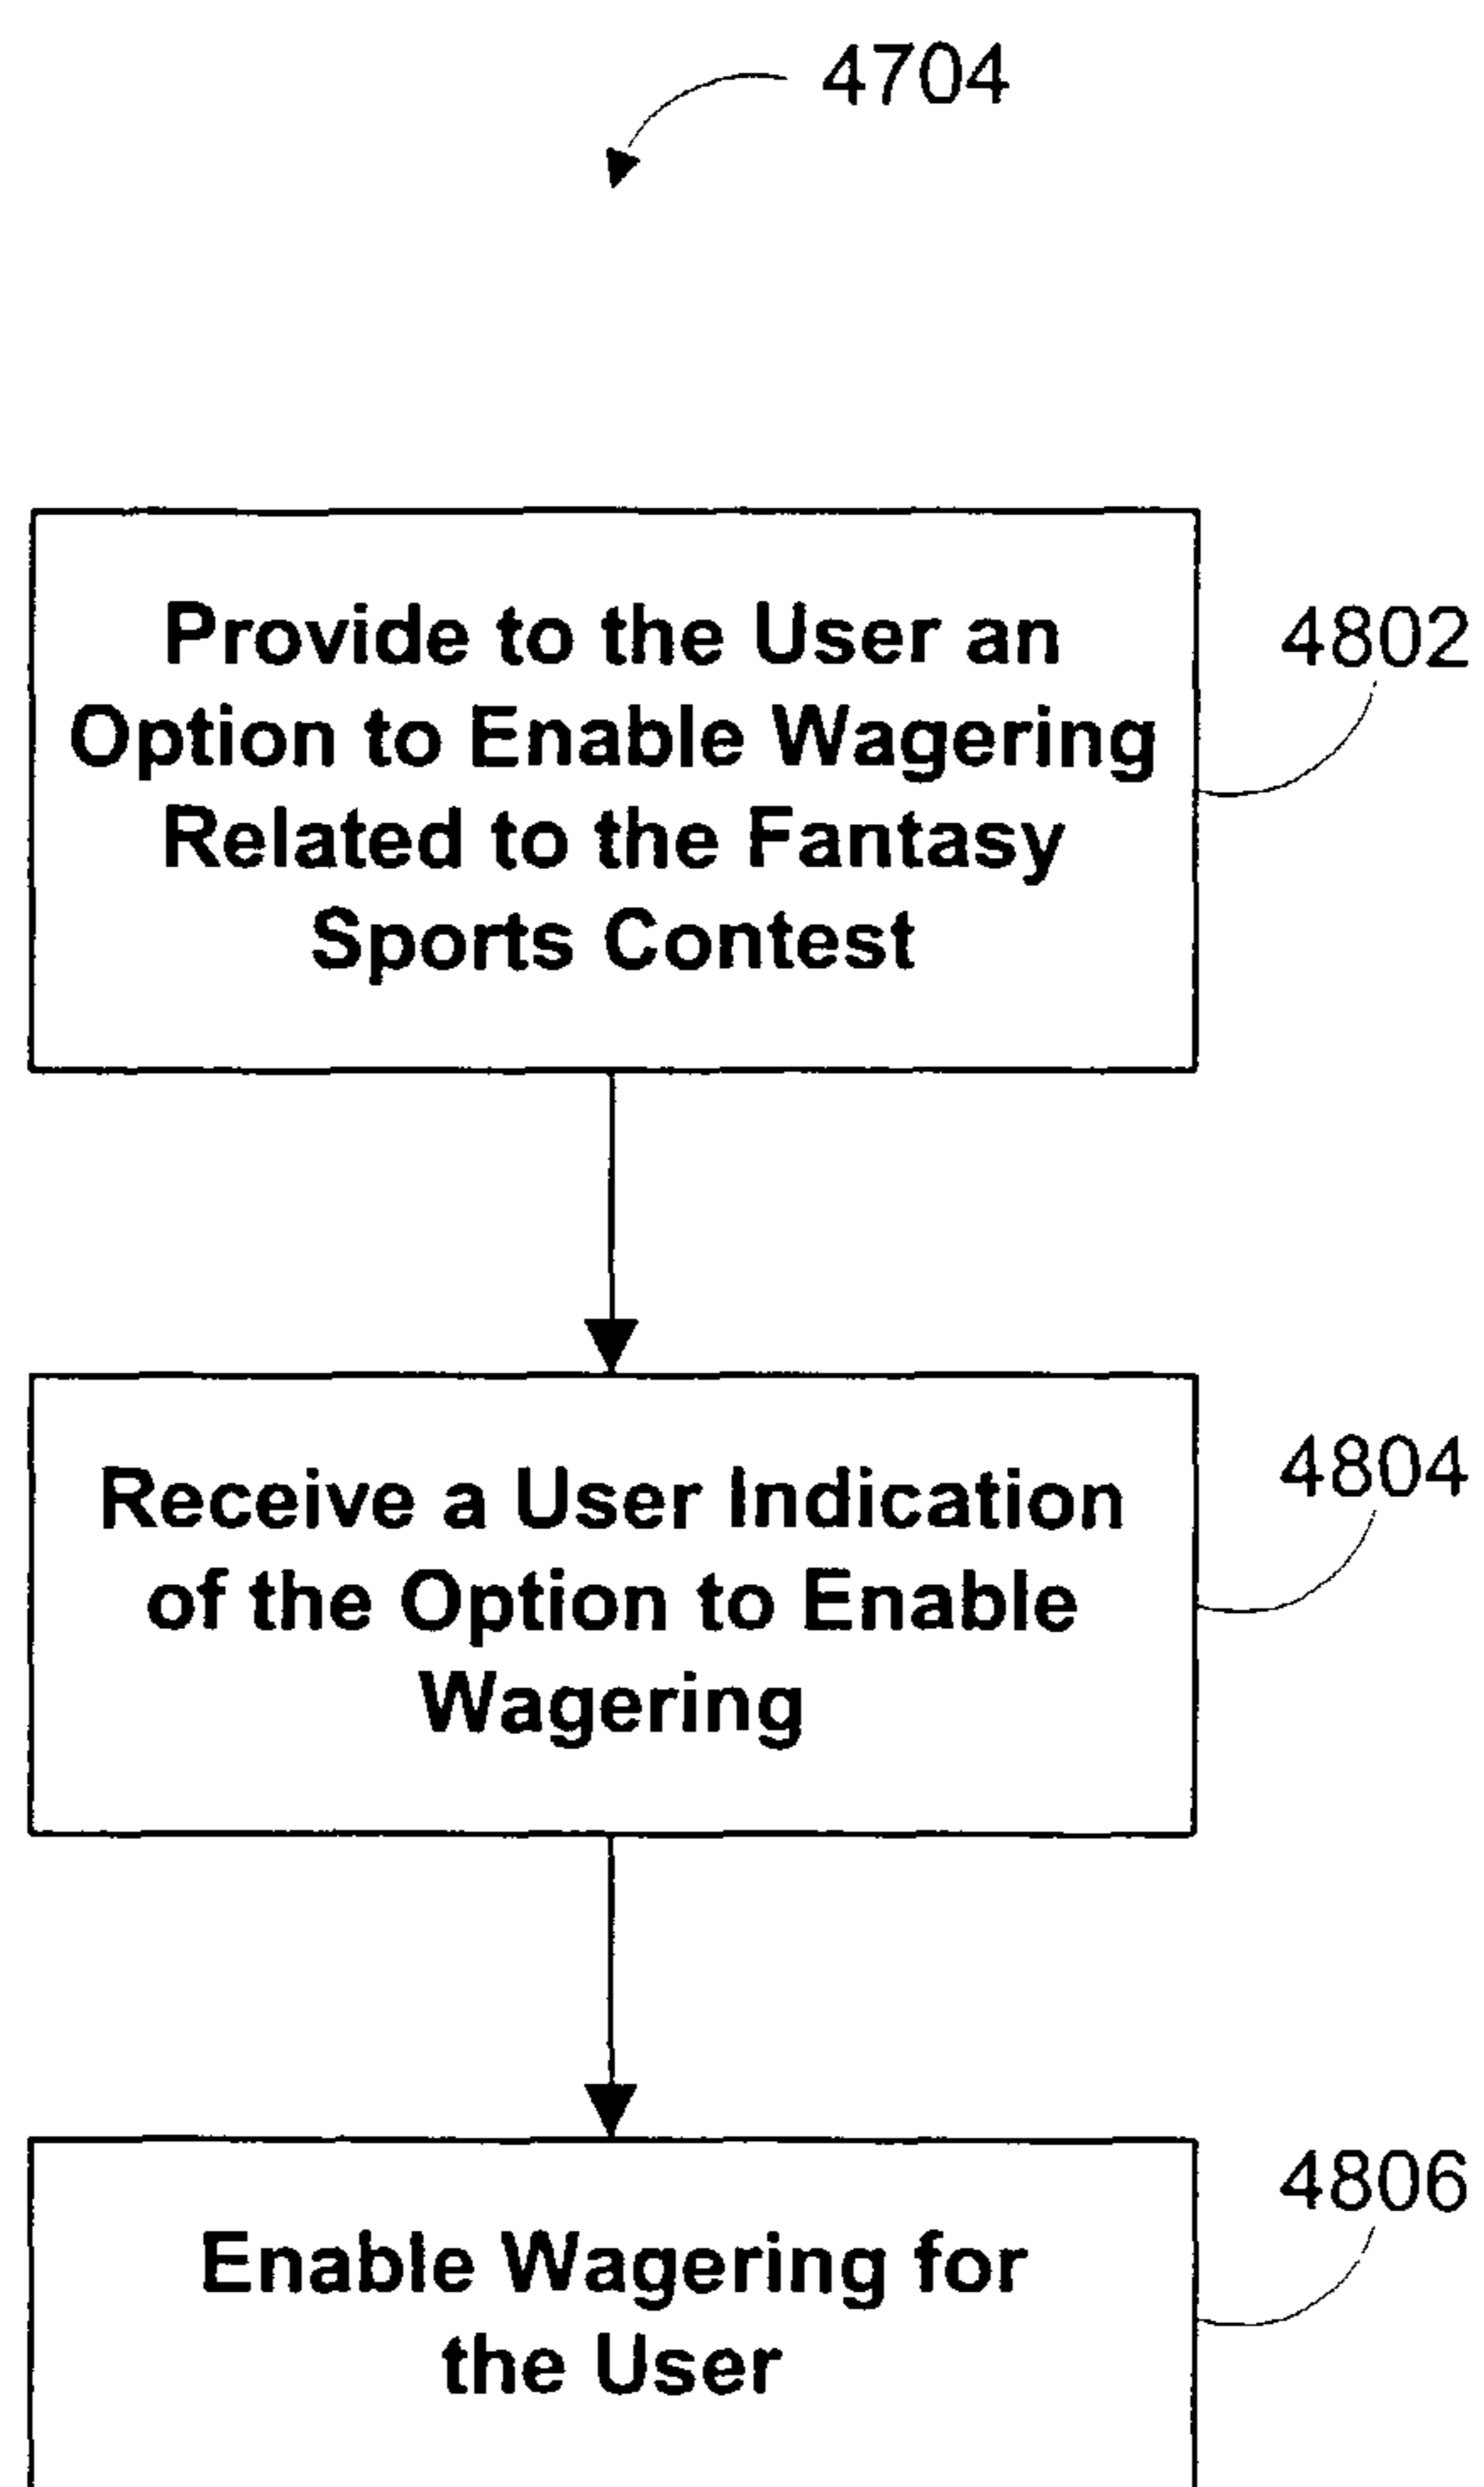 4704
Provide to the User an
Option to Enable Wagering
Related to the Fantasy
Sports Contest
4802
Receive a User Indication
of the Option to Enable
Wagering
4804
Enable Wagering for
the User
4806